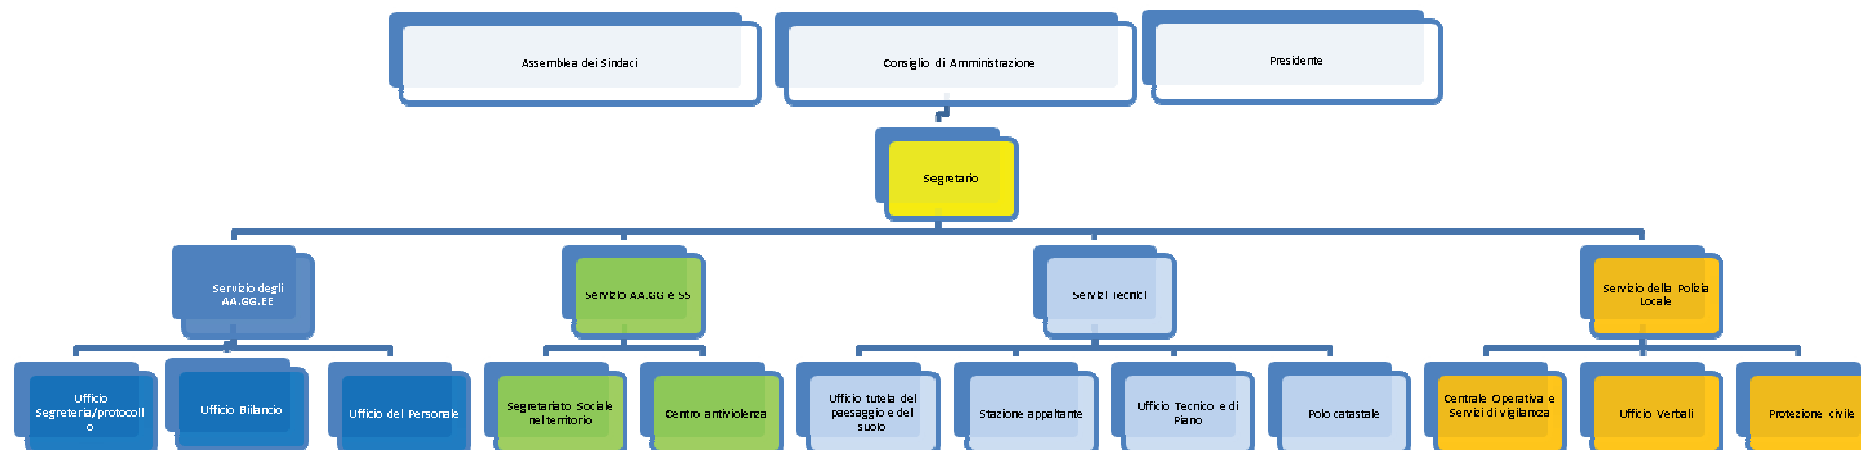 Assemblea dei Sindaci
Consiglio di Amministrazione
Presidente
Segretario
Servizio degli
AA.GG.EE
Servizio AA.GG e SS
Servizi Tecnici
Servizio della Polizia
Locale
Ufficio
Segreteria/protocoll
o
Ufficio Bilancio
Ufficio del Personale
Segretariato Sociale
nel territorio
Centro antiviolenza
Ufficio tutela del
paesaggio e del
suolo
Stazione appaltante
Ufficio Tecnico e di
Piano
Polo catastale
Centrale Operativa e
Servizi di vigilanza
Ufficio Verbali
Protezione civile